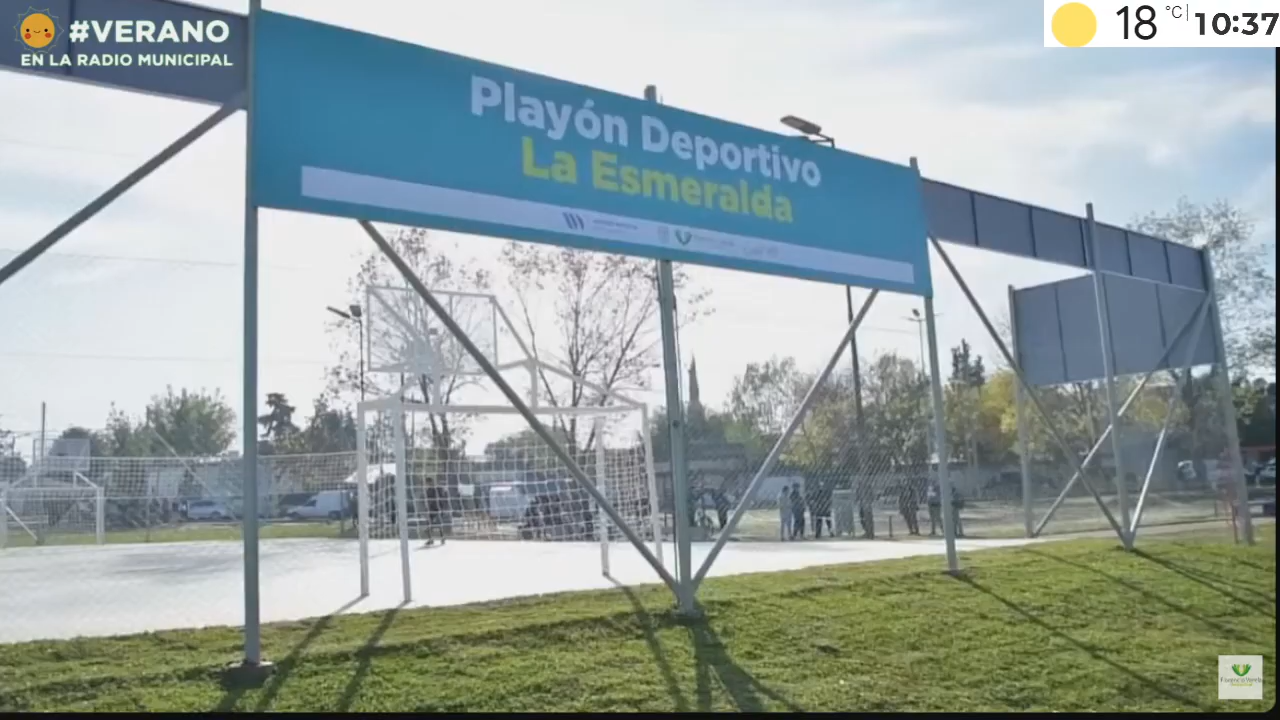 #VERANO
EN LA RADIO MUNICIPAL
18 °C
10:37
Playón Deportivo
La Esmeralda